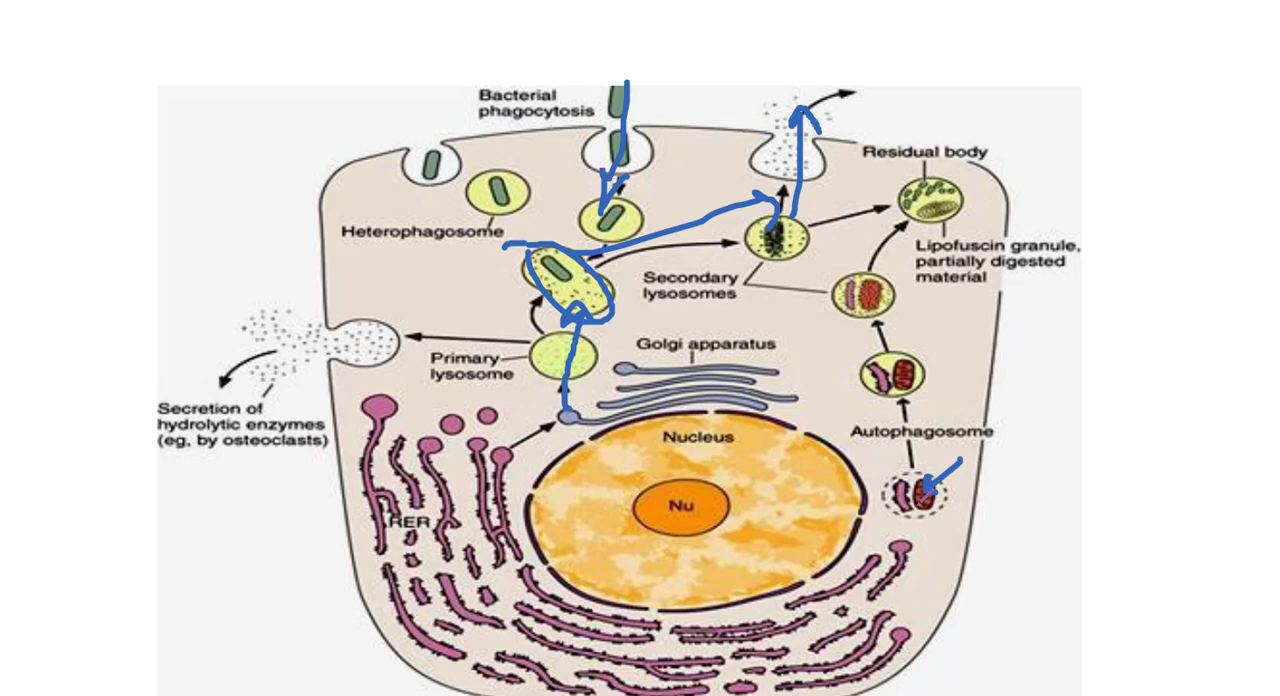 Bacterial
phagocytosis
Residual body
Heterophagosome
Lipofuscin granule,
partially digested
material
Secondary
lysosomes
Golgi apparatus
Primary
lysosome
Secretion of
hydrolytic enzymes
(eg, by osteoclasts)
Nucleus
Autophagosome
Nu
RER